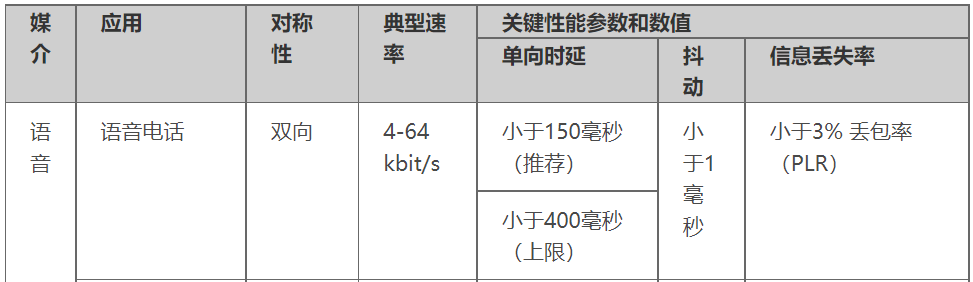 媒介
应用
对称性
典型速率
关键性能参数和数值
单向时延
抖动
信息丢失率
语音
语音电话
双向
4-64
kbit/s
小于150毫秒
（推荐）
小于400毫秒
（上限）
小于1毫秒
小于3% 丢包率
（PLR）